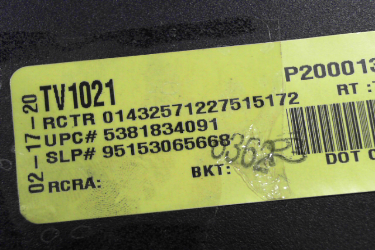 02-17-20
TV1021
RCTR 01432571227515172
UPC# 5381834091
SLP# 95153065668
RCRA:
BKT:
P200013
RT :
DOT